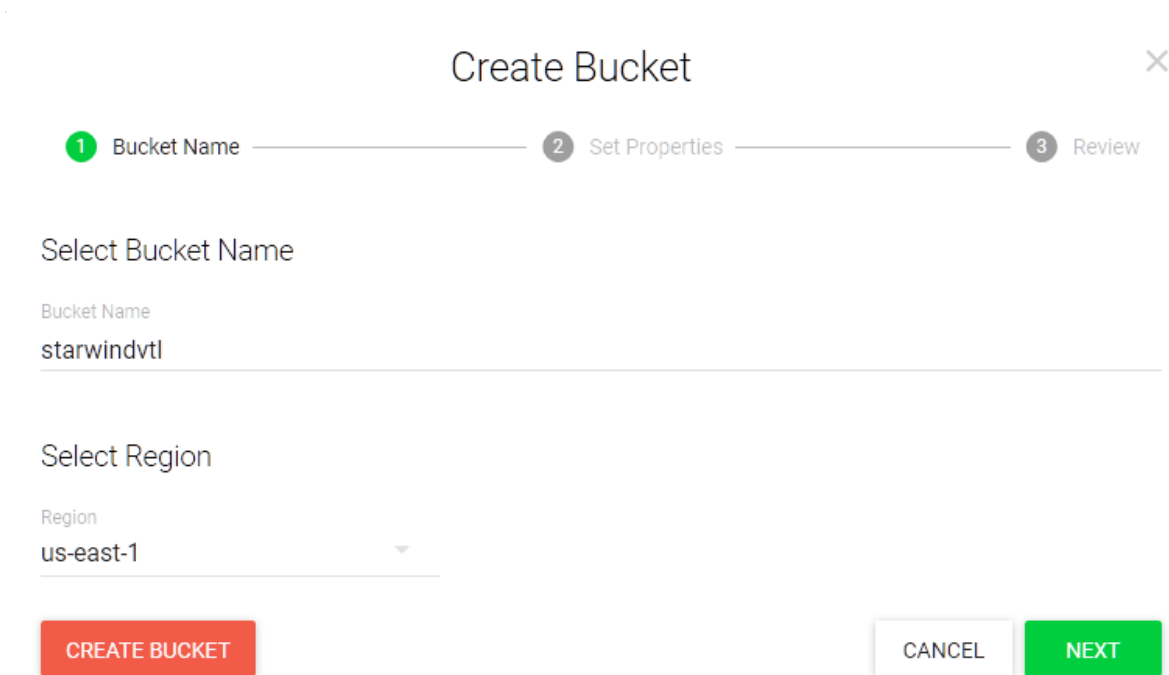 Create Bucket
1 Bucket Name 2 Set Properties 3 Review
Select Bucket Name
Bucket Name
starwindvtl
Select Region
Region
us-east-1
CREATE BUCKET CANCEL NEXT